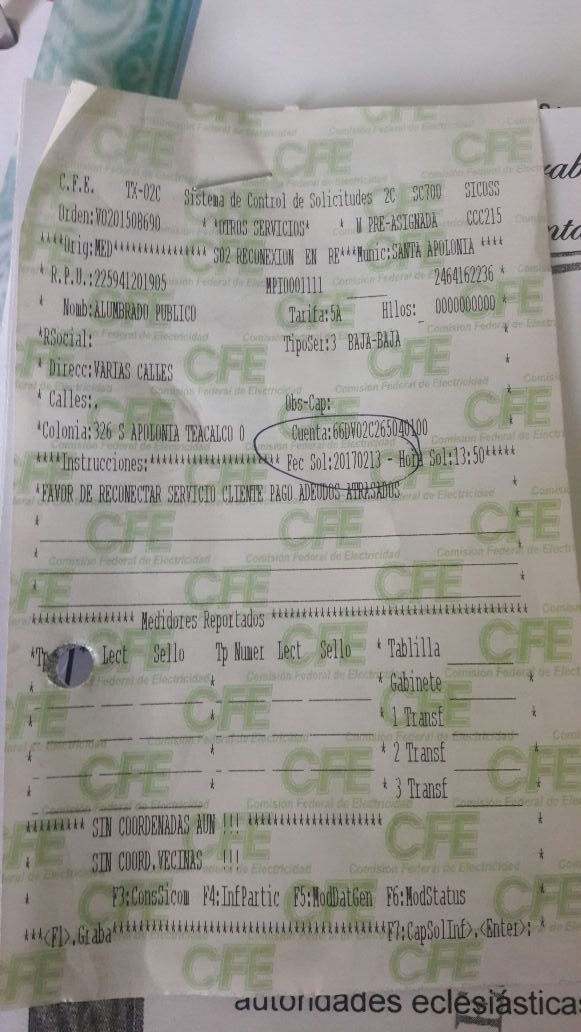 C.F.E. TX-02C Sistema de Control de Solicitudes 2C SC700 SICOSS
Orden:V0201508690 * *OTROS SERVICIOS* * W PRE-ASIGNADA CCC215
****Orig:MED**************** S02 RECONEXION EN RE***Munic:SANTA APOLONIA ****
* R.P.U.:225941201905 MPI0001111 2464162236 *
* Nomb:ALUMBRADO PUBLICO Tarifa:5A Hilos:_ 0000000000 *
*RSocial: TipoSer:3 BAJA-BAJA *
* Direcc:VARIAS CALLES *
* Calles:. Obs-Cap: *
*Colonia:326 S APOLONIA TEACALCO 0 Cuenta:66DV02C265040100
****Instrucciones:********************** Fec Sol:20170213 - Hora Sol:13:50*****
*FAVOR DE RECONECTAR SERVICIO CLIENTE PAGO ADEUDOS ATRASADOS
***************** Medidores Reportados *********************************
*Tp Lect Sello Tp Numer Lect Sello * Tablilla
* Gabinete *
* 1 Transf *
* 2 Transf *
* 3 Transf *
********* SIN COORDENADAS AUN !!! ******************** *
* SIN COORD.VECINAS !!! *
* F3:ConsSicom F4:InfPartic F5:ModDatGen F6:ModStatus *
***<F1>.Graba****************************************F7:CapSolInf>.<Enter>: *
CFE
Comisión Federal de Electricidad
autoridades eclesiásticas